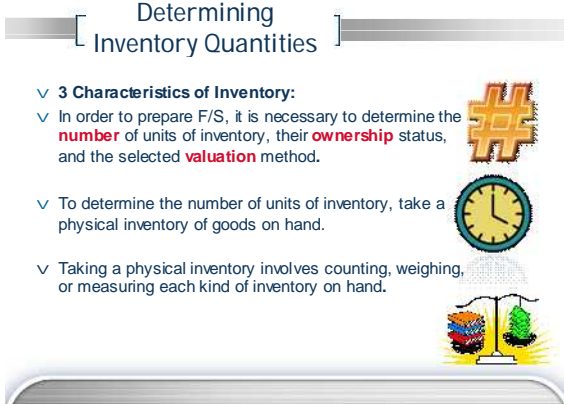 Determining
Inventory Quantities
v 3 Characteristics of Inventory:
v In order to prepare F/S, it is necessary to determine the
number of units of inventory, their ownership status,
and the selected valuation method.
v To determine the number of units of inventory, take a
physical inventory of goods on hand.
v Taking a physical inventory involves counting, weighing,
or measuring each kind of inventory on hand.
#